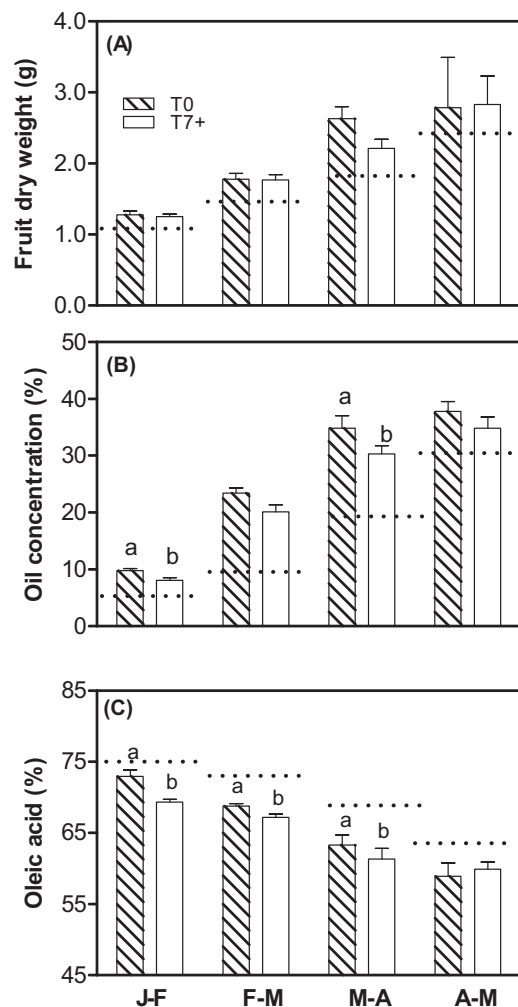 4.0
(A)
Fruit dry weight (g)
T0
T7+
3.0
2.0
1.0
0.0
50
(B)
Oil concentration (%)
40
a
b
30
20
a
b
10
0
85
(C)
Oleic acid (%)
75
a
b
a
b
a
b
65
55
45
J-F F-M M-A A-M